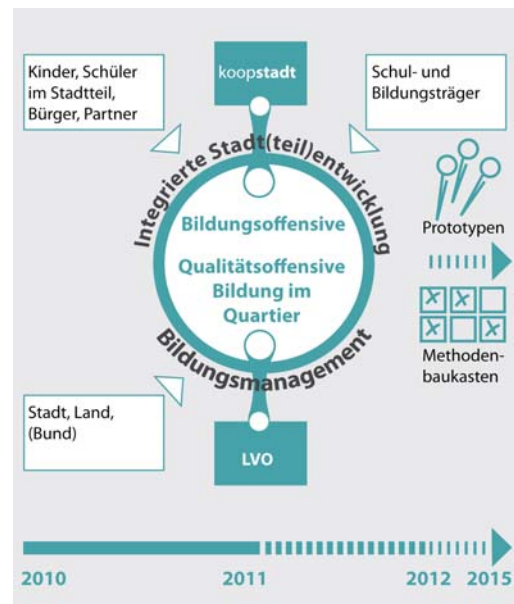 Kinder, Schüler
im Stadtteil,
Bürger, Partner
koopstadt
Schul- und
Bildungsträger
Integrierte Stadt(teil)entwicklung
Bildungsoffensive
Qualitätsoffensive
Bildung im
Quartier
Bildungsmanagement
Prototypen
Methoden-
baukasten
Stadt, Land,
(Bund)
LVO
2010
2011
2012
2015